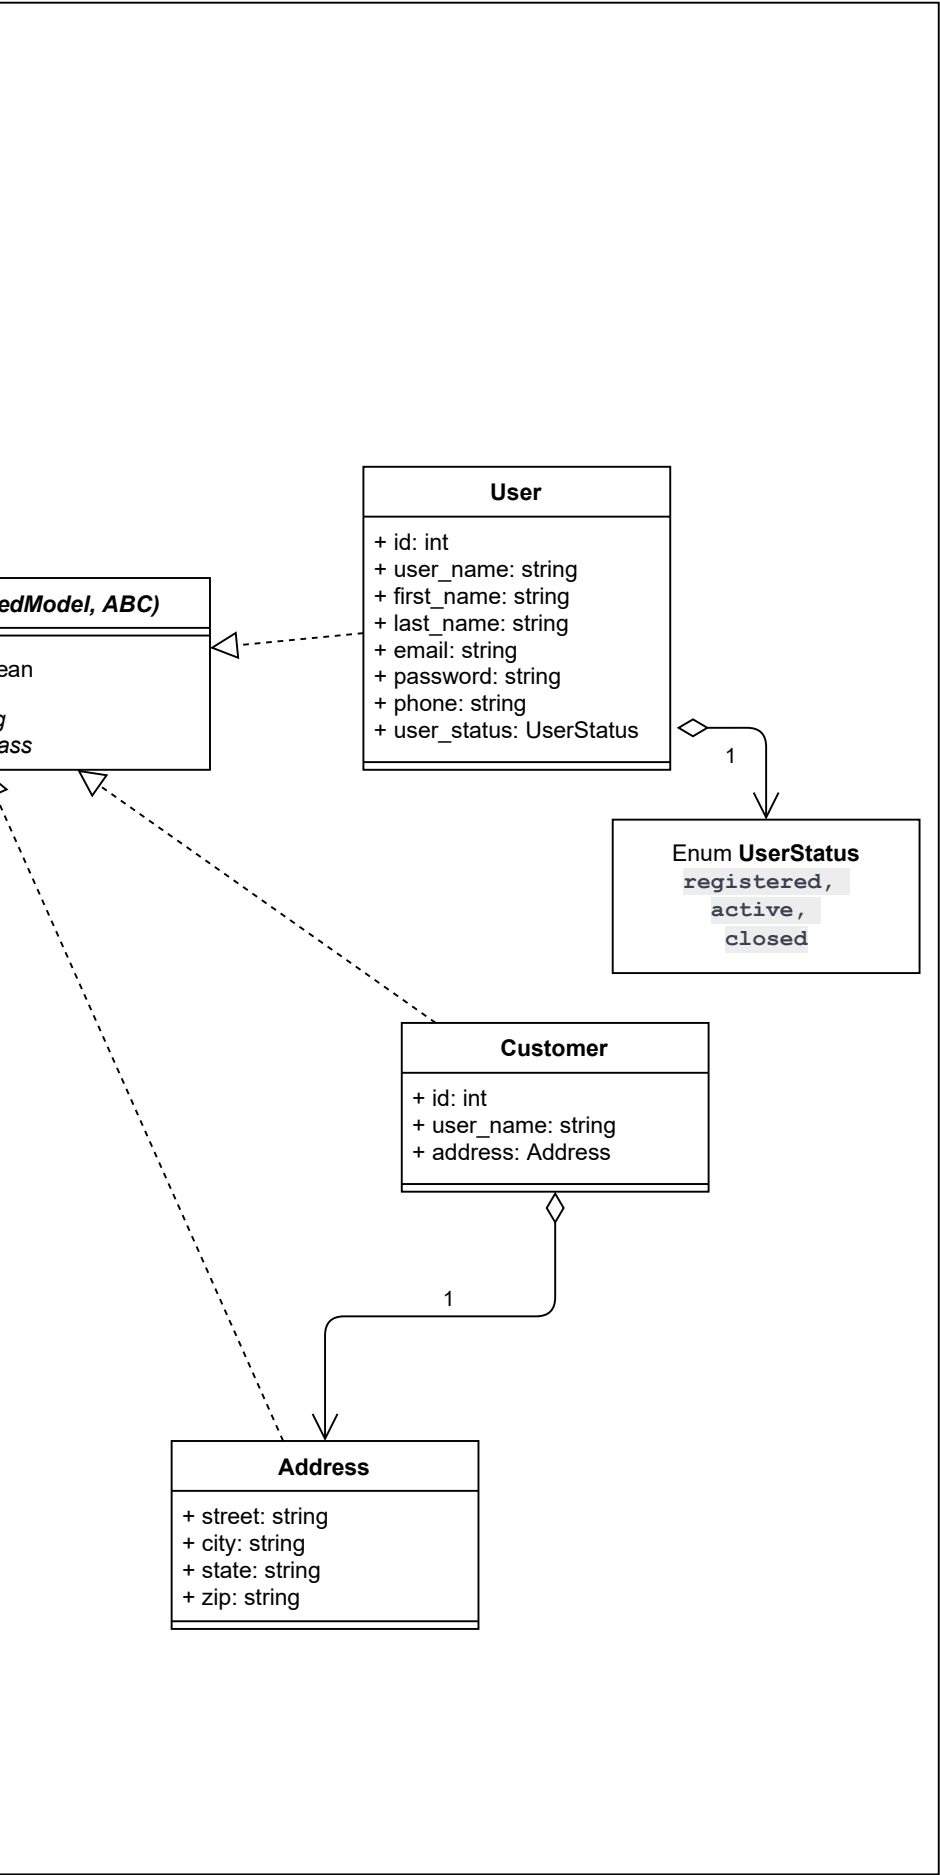 User
+ id: int
+ user_name: string
+ first_name: string
+ last_name: string
+ email: string
+ password: string
+ phone: string
+ user_status: UserStatus
edModel, ABC)
ean
g
ass
1
Enum UserStatus
registered,
active,
closed
Customer
+ id: int
+ user_name: string
+ address: Address
1
Address
+ street: string
+ city: string
+ state: string
+ zip: string